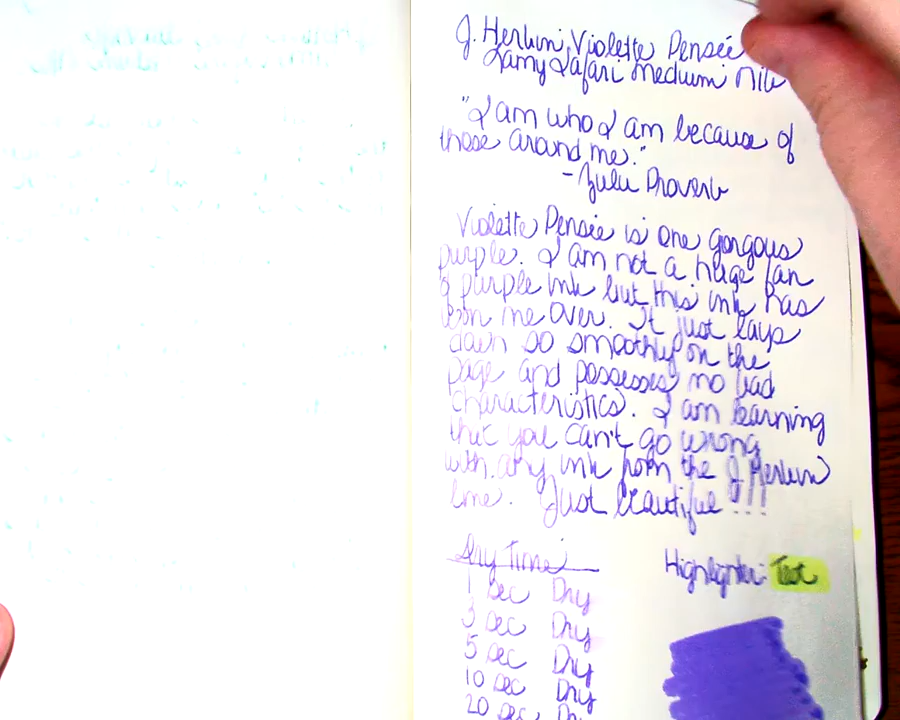 J. Herbin Violette Pensée
Lamy Safari Medium Nib
"I am who I am because of
those around me."
- Zulu Proverb
Violette Pensée is one gorgous
purple. I am not a huge fan
of purple ink but this ink has
won me over. It just lays
down so smoothly on the
page and possesses no bad
characteristics. I am learning
that you can't go wrong
with any ink from the J Herbin
line. Just beautiful!!!
Dry Time
Highlighter Test
1 sec Dry
3 sec Dry
5 sec Dry
10 sec Dry
20 sec Dry